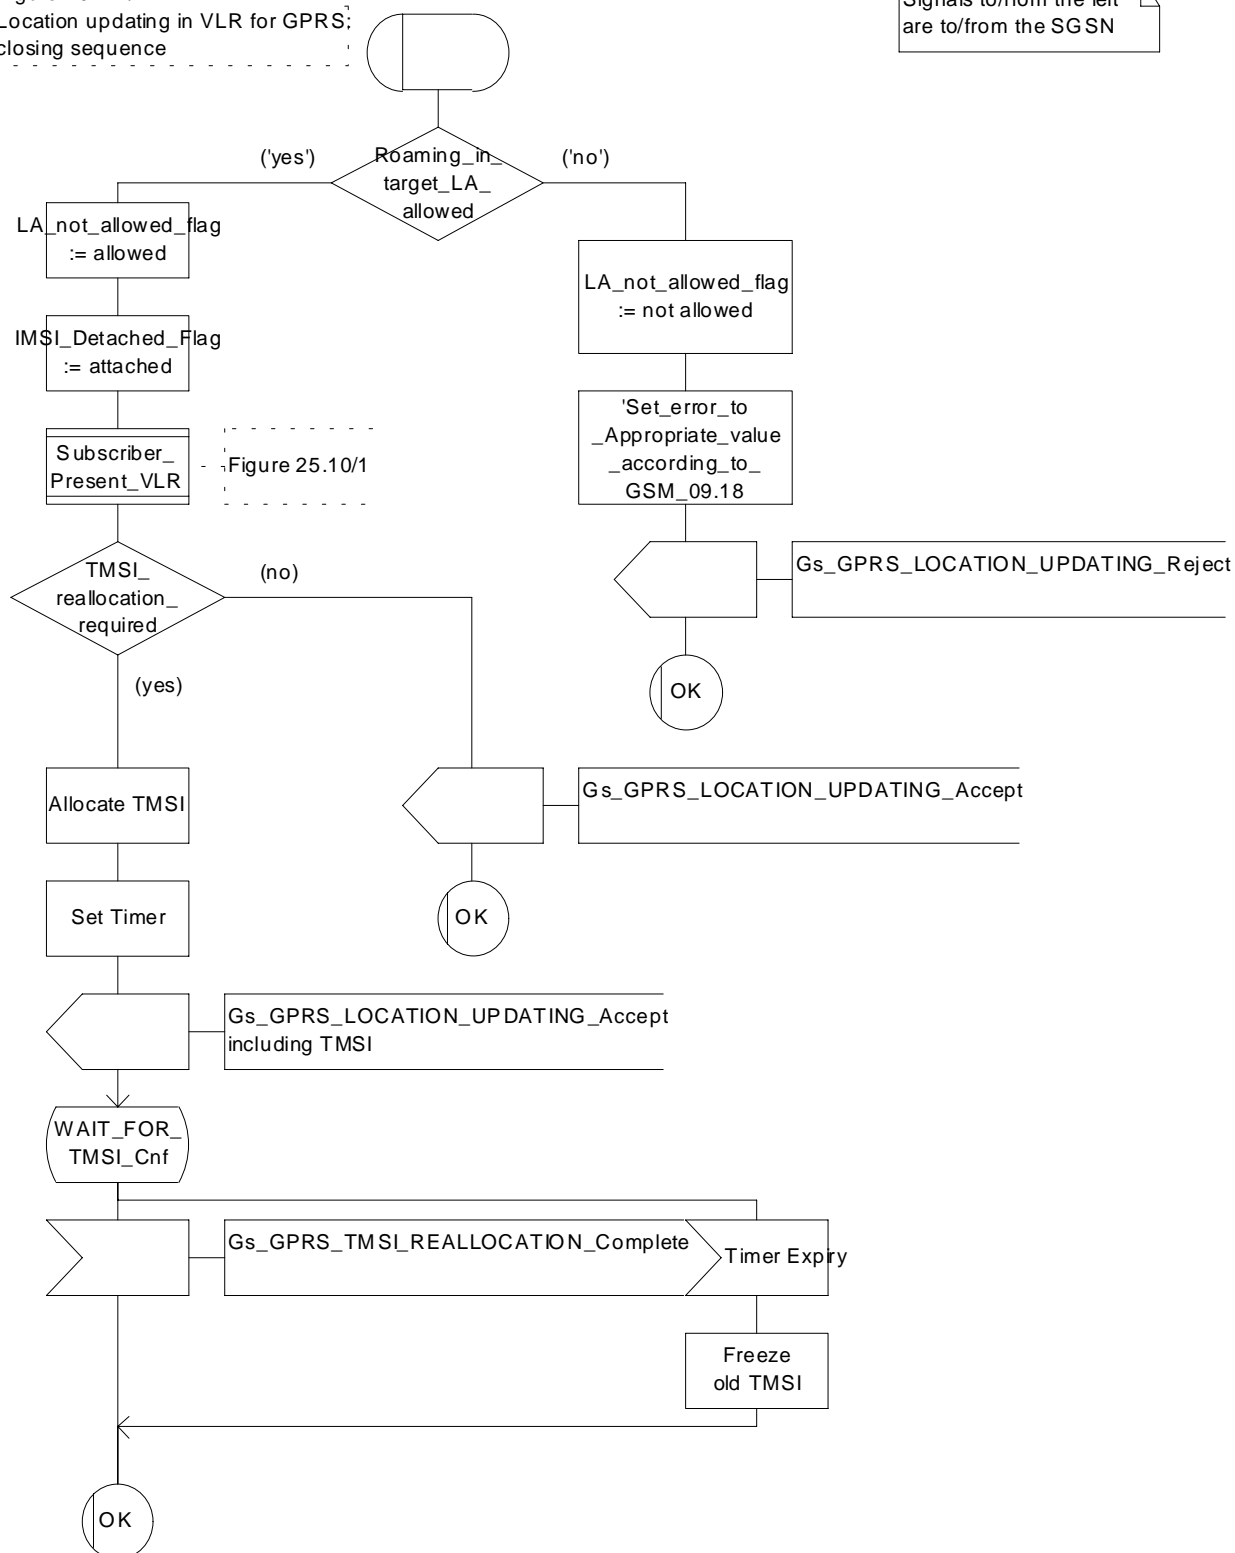 Location updating in VLR for GPRS;
closing sequence
are to/from the SGSN
('yes')
Roaming_in_
target_LA_
allowed
('no')
LA_not_allowed_flag
:= allowed
LA_not_allowed_flag
:= not allowed
IMSI_Detached_Flag
:= attached
'Set_error_to
_Appropriate_value
_according_to_
GSM_09.18
Subscriber_
Present_VLR
Figure 25.10/1
Gs_GPRS_LOCATION_UPDATING_Reject
TMSI_
reallocation_
required
(no)
OK
(yes)
Allocate TMSI
Gs_GPRS_LOCATION_UPDATING_Accept
Set Timer
OK
Gs_GPRS_LOCATION_UPDATING_Accept
including TMSI
WAIT_FOR_
TMSI_Cnf
Gs_GPRS_TMSI_REALLOCATION_Complete
Timer Expiry
Freeze
old TMSI
OK